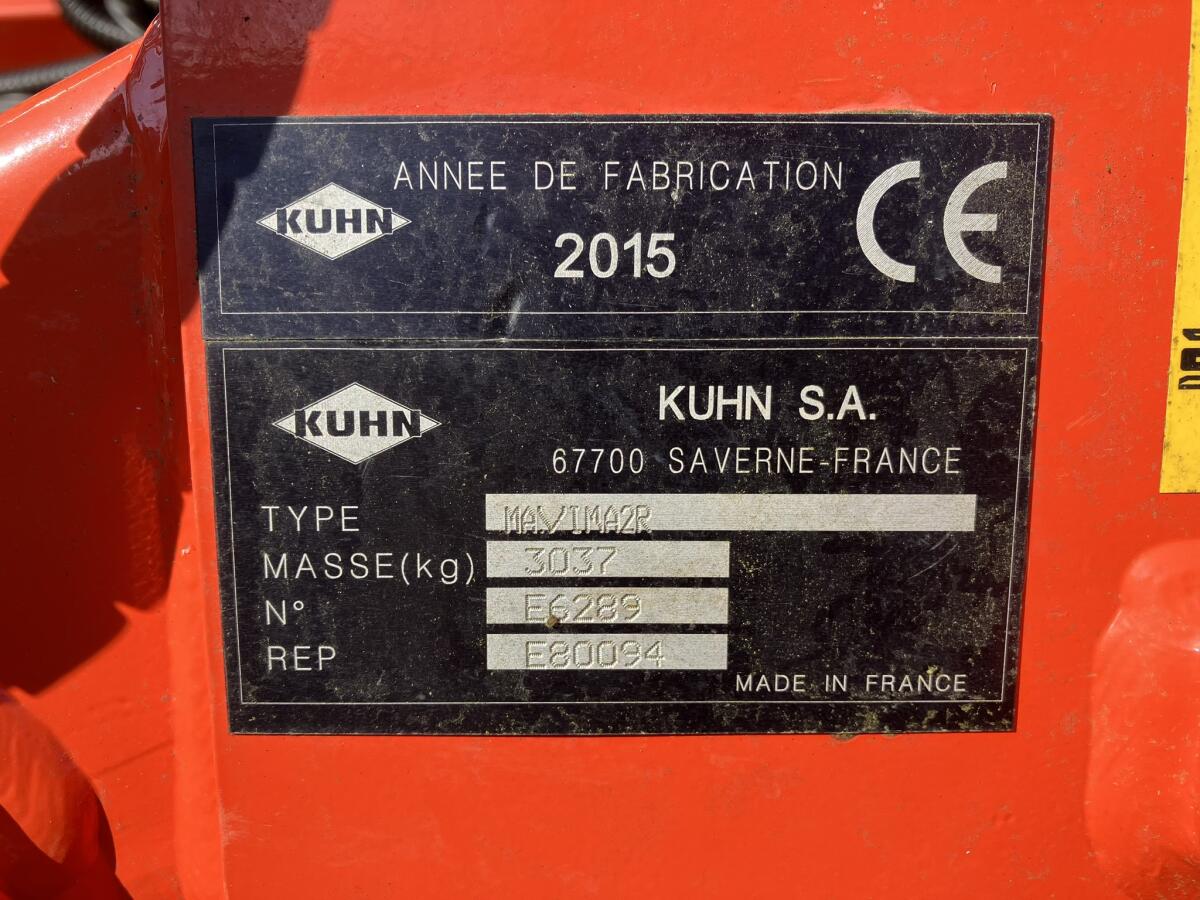 KUHN
ANNEE DE FABRICATION
2015
CE
KUHN
KUHN S.A.
67700 SAVERNE-FRANCE
TYPE MAXIMA2R
MASSE(kg) 3037
N° E6289
REP E80094
MADE IN FRANCE